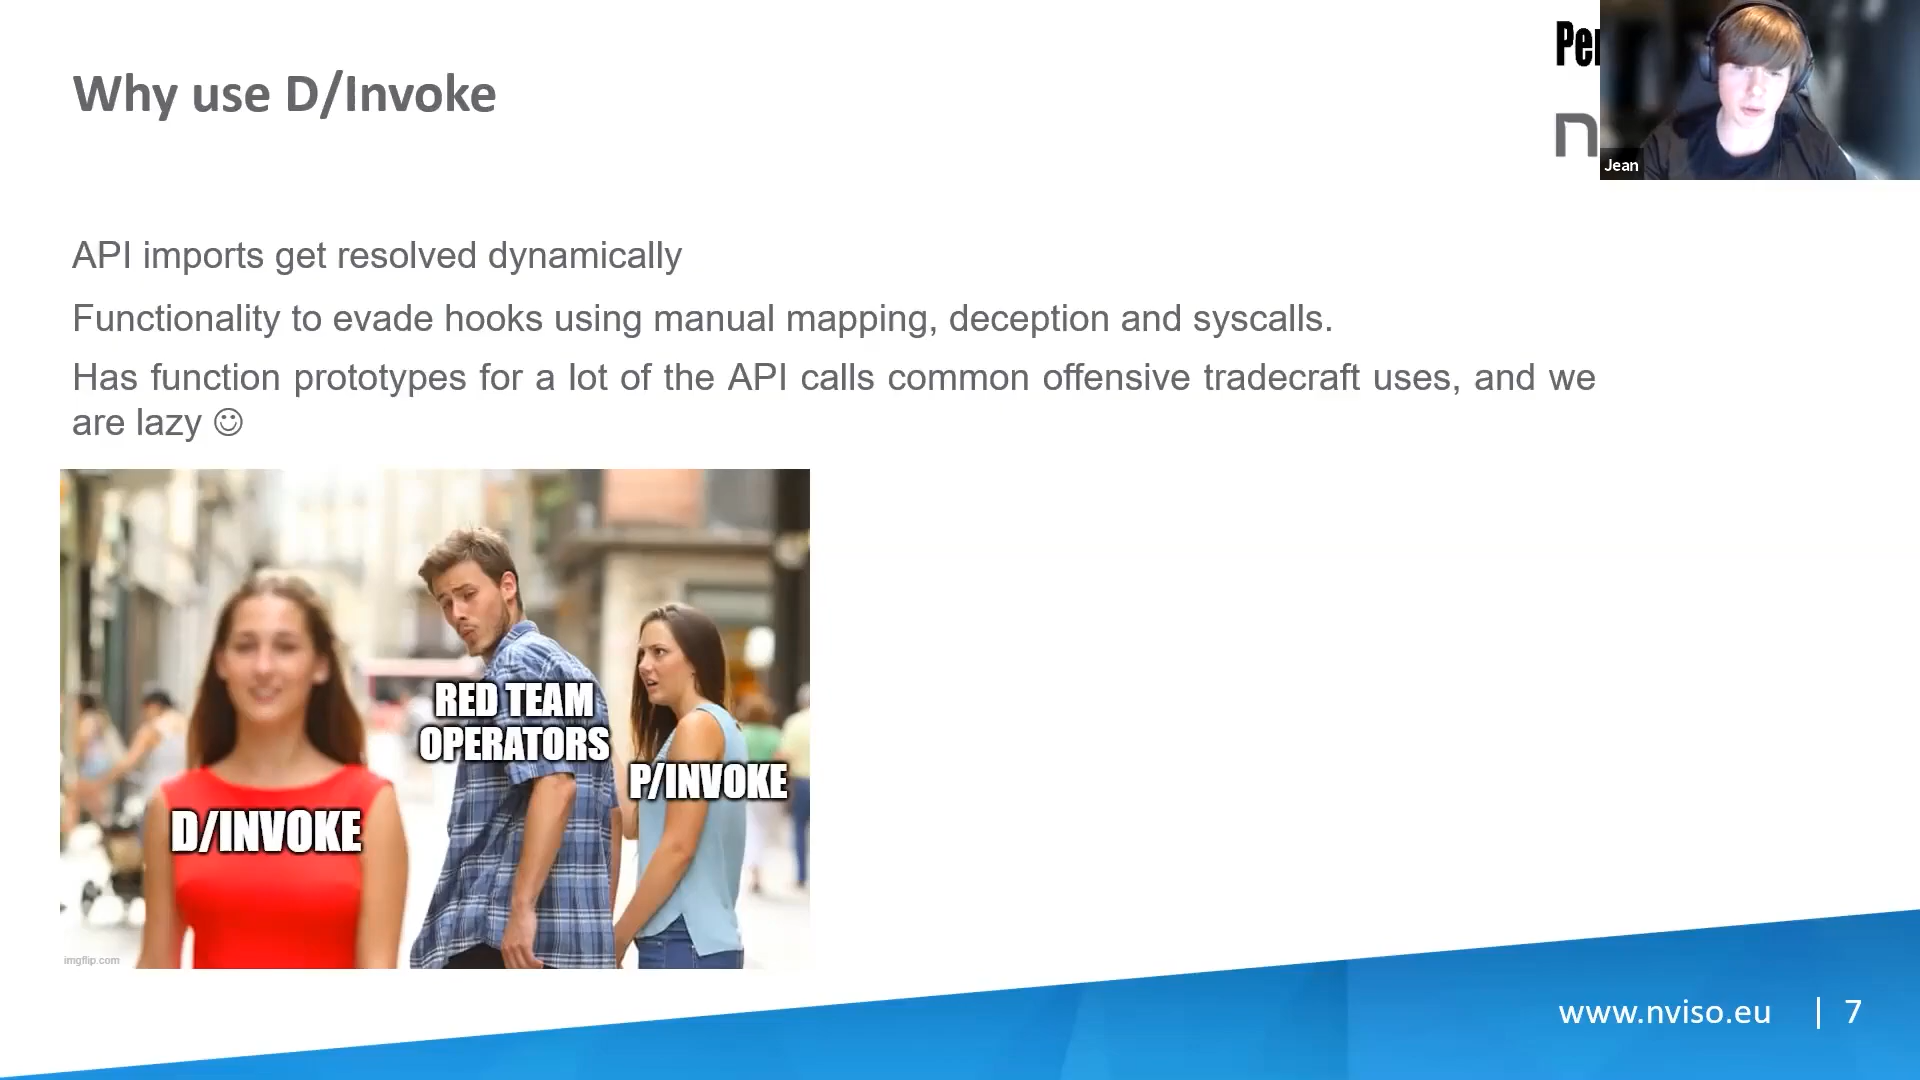 Why use D/Invoke
Jean
API imports get resolved dynamically
Functionality to evade hooks using manual mapping, deception and syscalls.
Has function prototypes for a lot of the API calls common offensive tradecraft uses, and we
are lazy ☺
RED TEAM
OPERATORS
P/INVOKE
D/INVOKE
imgflip.com
www.nviso.eu | 7